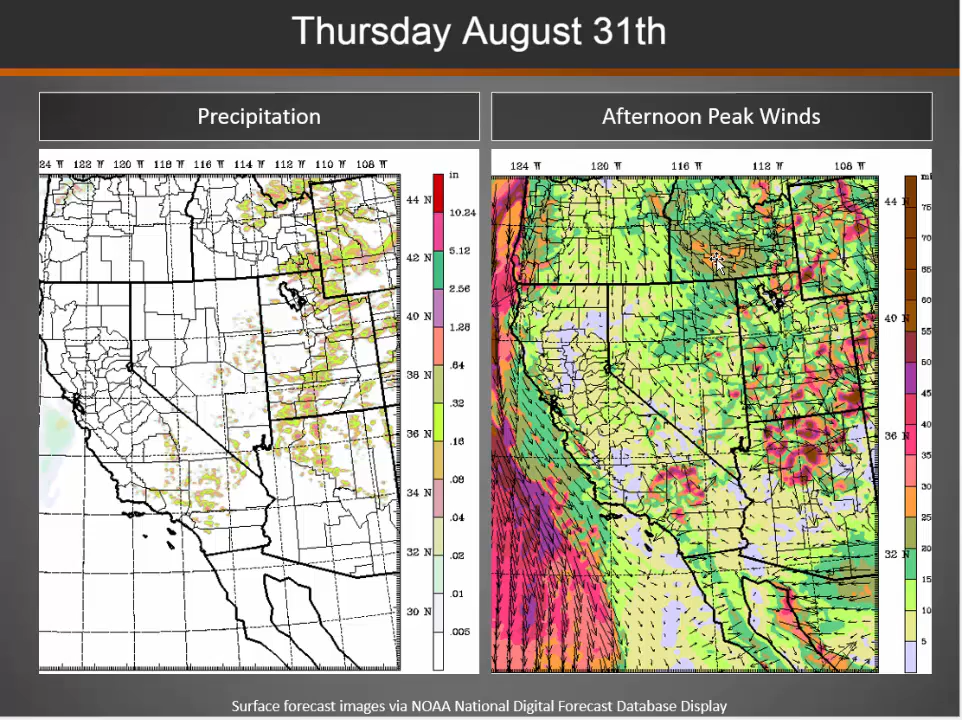 Thursday August 31th
Precipitation
Afternoon Peak Winds
24 W 122 W 120 W 118 W 116 W 114 W 112 W 110 W 108 W
in
44 N
10.24
42 N
5.12
2.56
40 N
1.28
38 N
.64
.32
36 N
.16
.08
34 N
.04
32 N
.02
.01
30 N
.005
124 W 120 W 116 W 112 W 108 W
44 N
75
70
65
60
40 N
55
50
45
40
36 N
35
30
25
32 N
20
15
10
5
Surface forecast images via NOAA National Digital Forecast Database Display